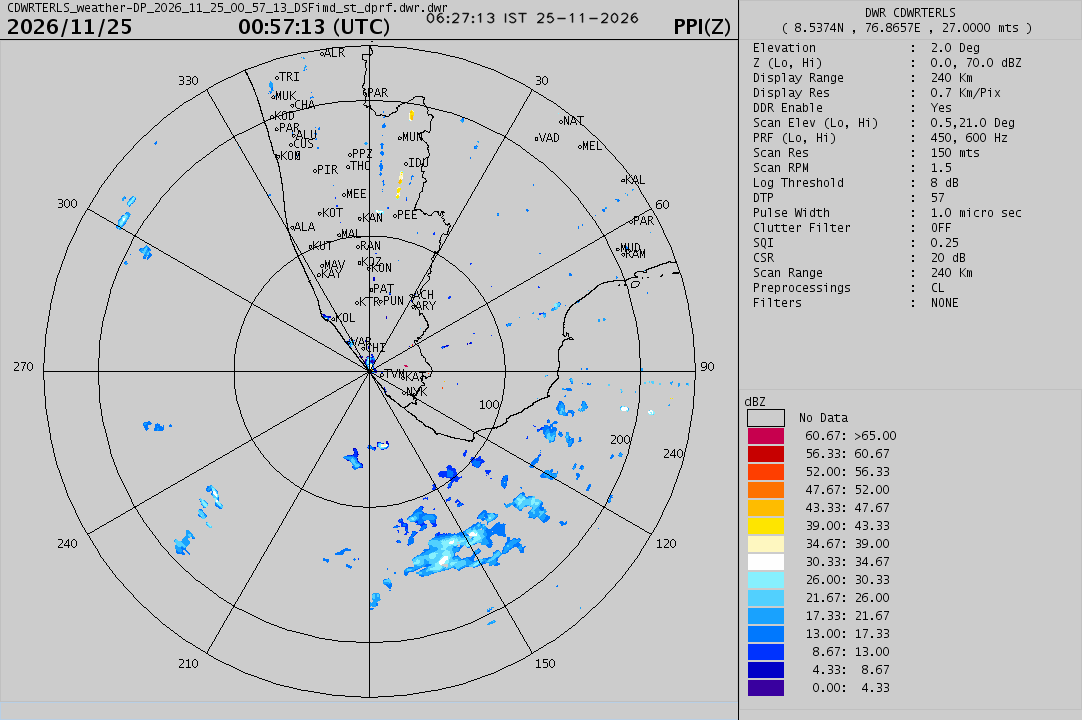 CDWRTERLS_weather-DP_2026_11_25_00_57_13_DSFimd_st_dprf.dwr.dwr
2026/11/25 00:57:13 (UTC) 06:27:13 IST 25-11-2026 PPI(Z)
DWR CDWRTERLS
( 8.5374N , 76.8657E , 27.0000 mts )
Elevation : 2.0 Deg
Z (Lo, Hi) : 0.0, 70.0 dBZ
Display Range : 240 Km
Display Res : 0.7 Km/Pix
DDR Enable : Yes
Scan Elev (Lo, Hi) : 0.5,21.0 Deg
PRF (Lo, Hi) : 450, 600 Hz
Scan Res : 150 mts
Scan RPM : 1.5
Log Threshold : 8 dB
DTP : 57
Pulse Width : 1.0 micro sec
Clutter Filter : OFF
SQI : 0.25
CSR : 20 dB
Scan Range : 240 Km
Preprocessings : CL
Filters : NONE
dBZ
No Data
60.67: >65.00
56.33: 60.67
52.00: 56.33
47.67: 52.00
43.33: 47.67
39.00: 43.33
34.67: 39.00
30.33: 34.67
26.00: 30.33
21.67: 26.00
17.33: 21.67
13.00: 17.33
8.67: 13.00
4.33: 8.67
0.00: 4.33
ALR
330
TRI
30
PAR
MUK
CHA
KOD
NAT
PAR
ALU
MUN
VAD
CUS
MEL
PPZ
THO
IDU
PIR
KAL
MEE
300
60
KOT
KAN
PEE
PAR
ALA
MAL
KUT
RAN
MUD
KAM
MAV
KOZ
KON
KAY
PAT
KTR
PUN
ACH
ARY
KOL
VAR
CHI
270
TVM
KAT
90
NYK
100
200
240
240
120
210
150